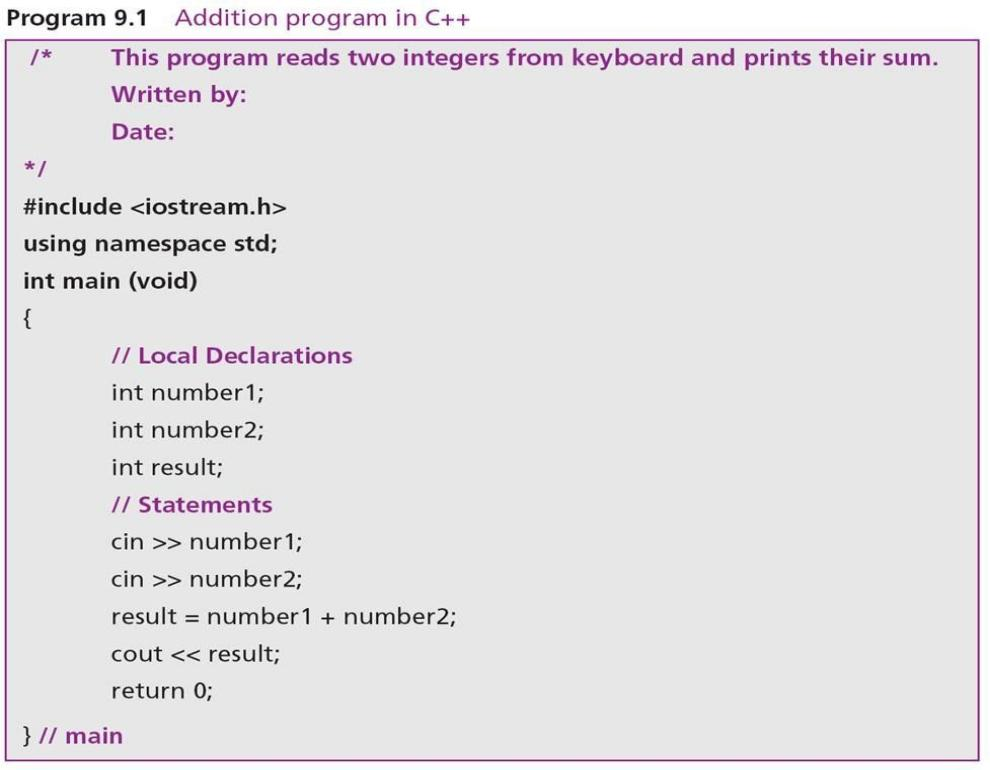 Program 9.1 Addition program in C++
/* This program reads two integers from keyboard and prints their sum.
Written by:
Date:
*/
#include <iostream.h>
using namespace std;
int main (void)
{
// Local Declarations
int number1;
int number2;
int result;
// Statements
cin >> number1;
cin >> number2;
result = number1 + number2;
cout << result;
return 0;
} // main